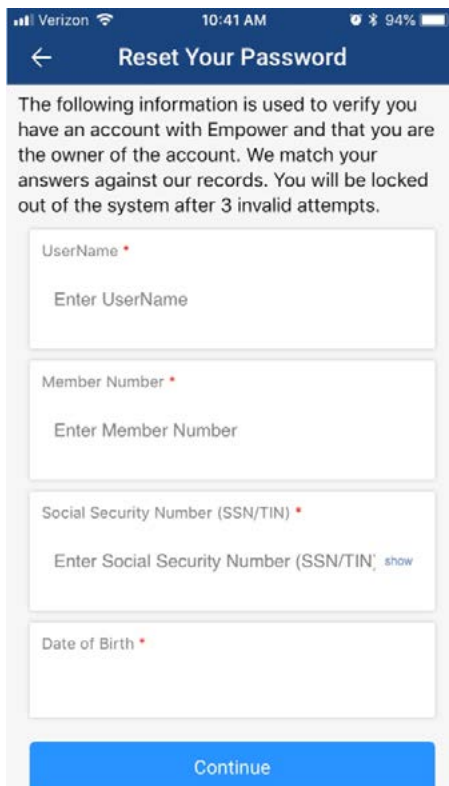 Verizon 10:41 AM 94%
Reset Your Password
The following information is used to verify you
have an account with Empower and that you are
the owner of the account. We match your
answers against our records. You will be locked
out of the system after 3 invalid attempts.
UserName *
Enter UserName
Member Number *
Enter Member Number
Social Security Number (SSN/TIN) *
Enter Social Security Number (SSN/TIN) show
Date of Birth *
Continue